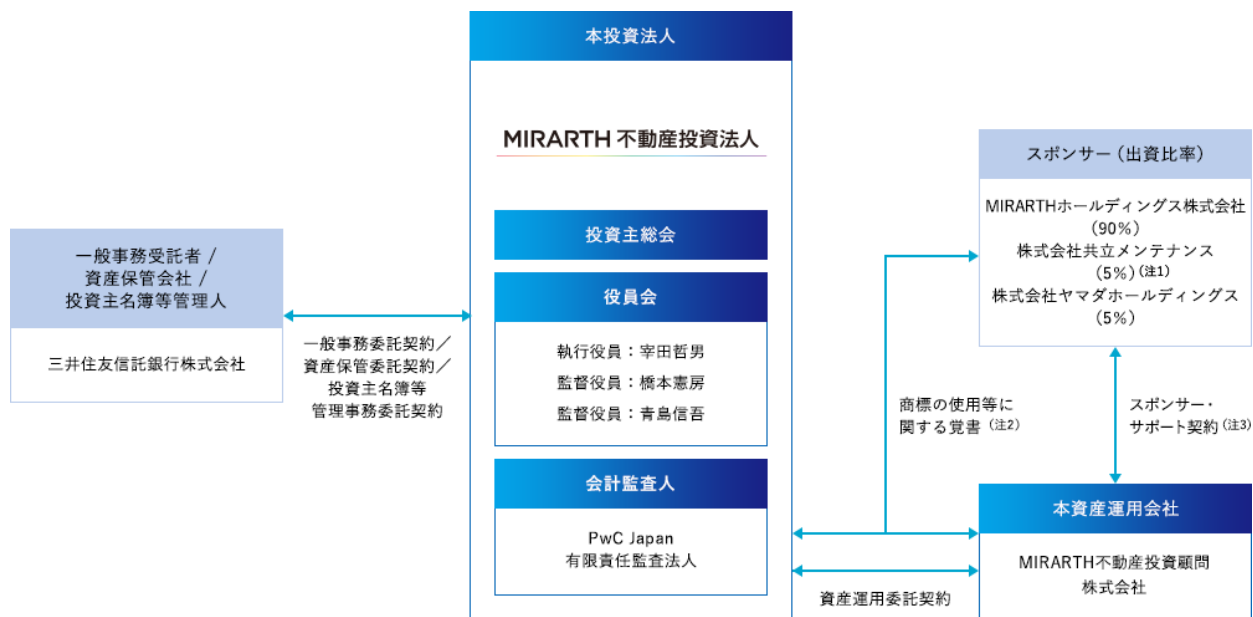 本投資法人
MIRARTH 不動産投資法人
投資主総会
役員会
執行役員：宰田哲男
監督役員：橋本憲房
監督役員：青島信吾
会計監査人
PwC Japan
有限責任監査法人
一般事務受託者 /
資産保管会社 /
投資主名簿等管理人
三井住友信託銀行株式会社
一般事務委託契約／
資産保管委託契約／
投資主名簿等
管理事務委託契約
スポンサー（出資比率）
MIRARTHホールディングス株式会社
(90%)
株式会社共立メンテナンス
(5%)(注1)
株式会社ヤマダホールディングス
(5%)
商標の使用等に
関する覚書 (注2)
スポンサー・
サポート契約(注3)
本資産運用会社
MIRARTH不動産投資顧問
株式会社
資産運用委託契約